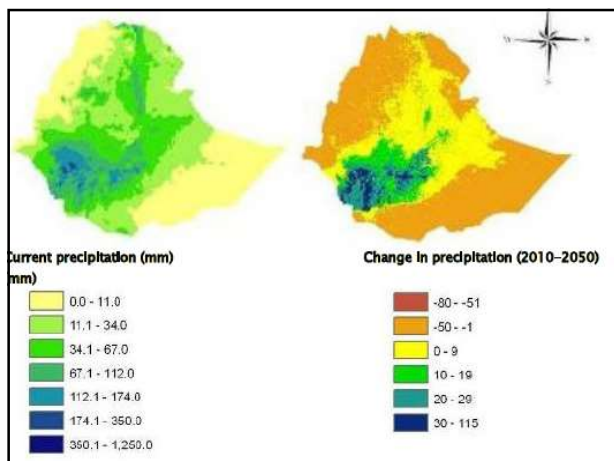 Current precipitation (mm)
mm)
0.0 - 11.0
11.1 - 34.0
34.1 - 67.0
67.1 - 112.0
112.1 - 174.0
174.1 - 350.0
350.1 - 1,250.0
Change in precipitation (2010–2050)
-80 - -51
-50 - -1
0 - 9
10 - 19
20 - 29
30 - 115